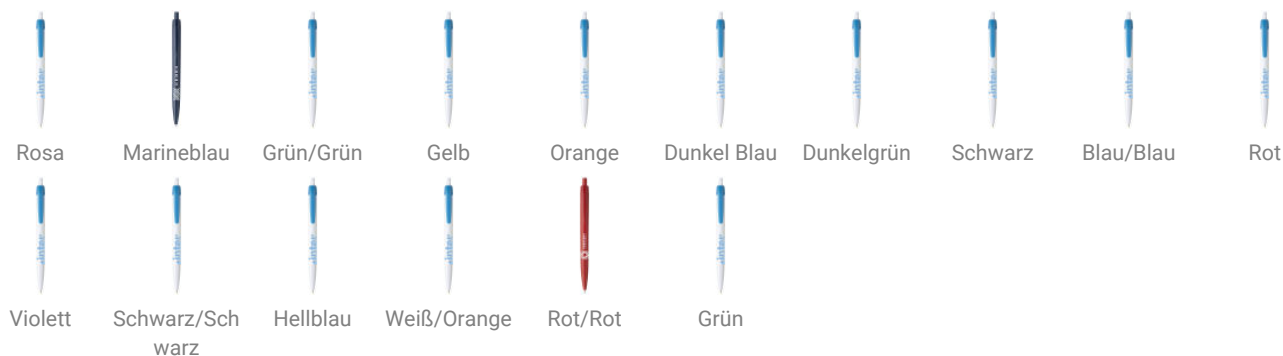 Rosa
Marineblau
Grün/Grün
Gelb
Orange
Dunkel Blau
Dunkelgrün
Schwarz
Blau/Blau
Rot
Violett
Schwarz/Sch
warz
Hellblau
Weiß/Orange
Rot/Rot
Grün